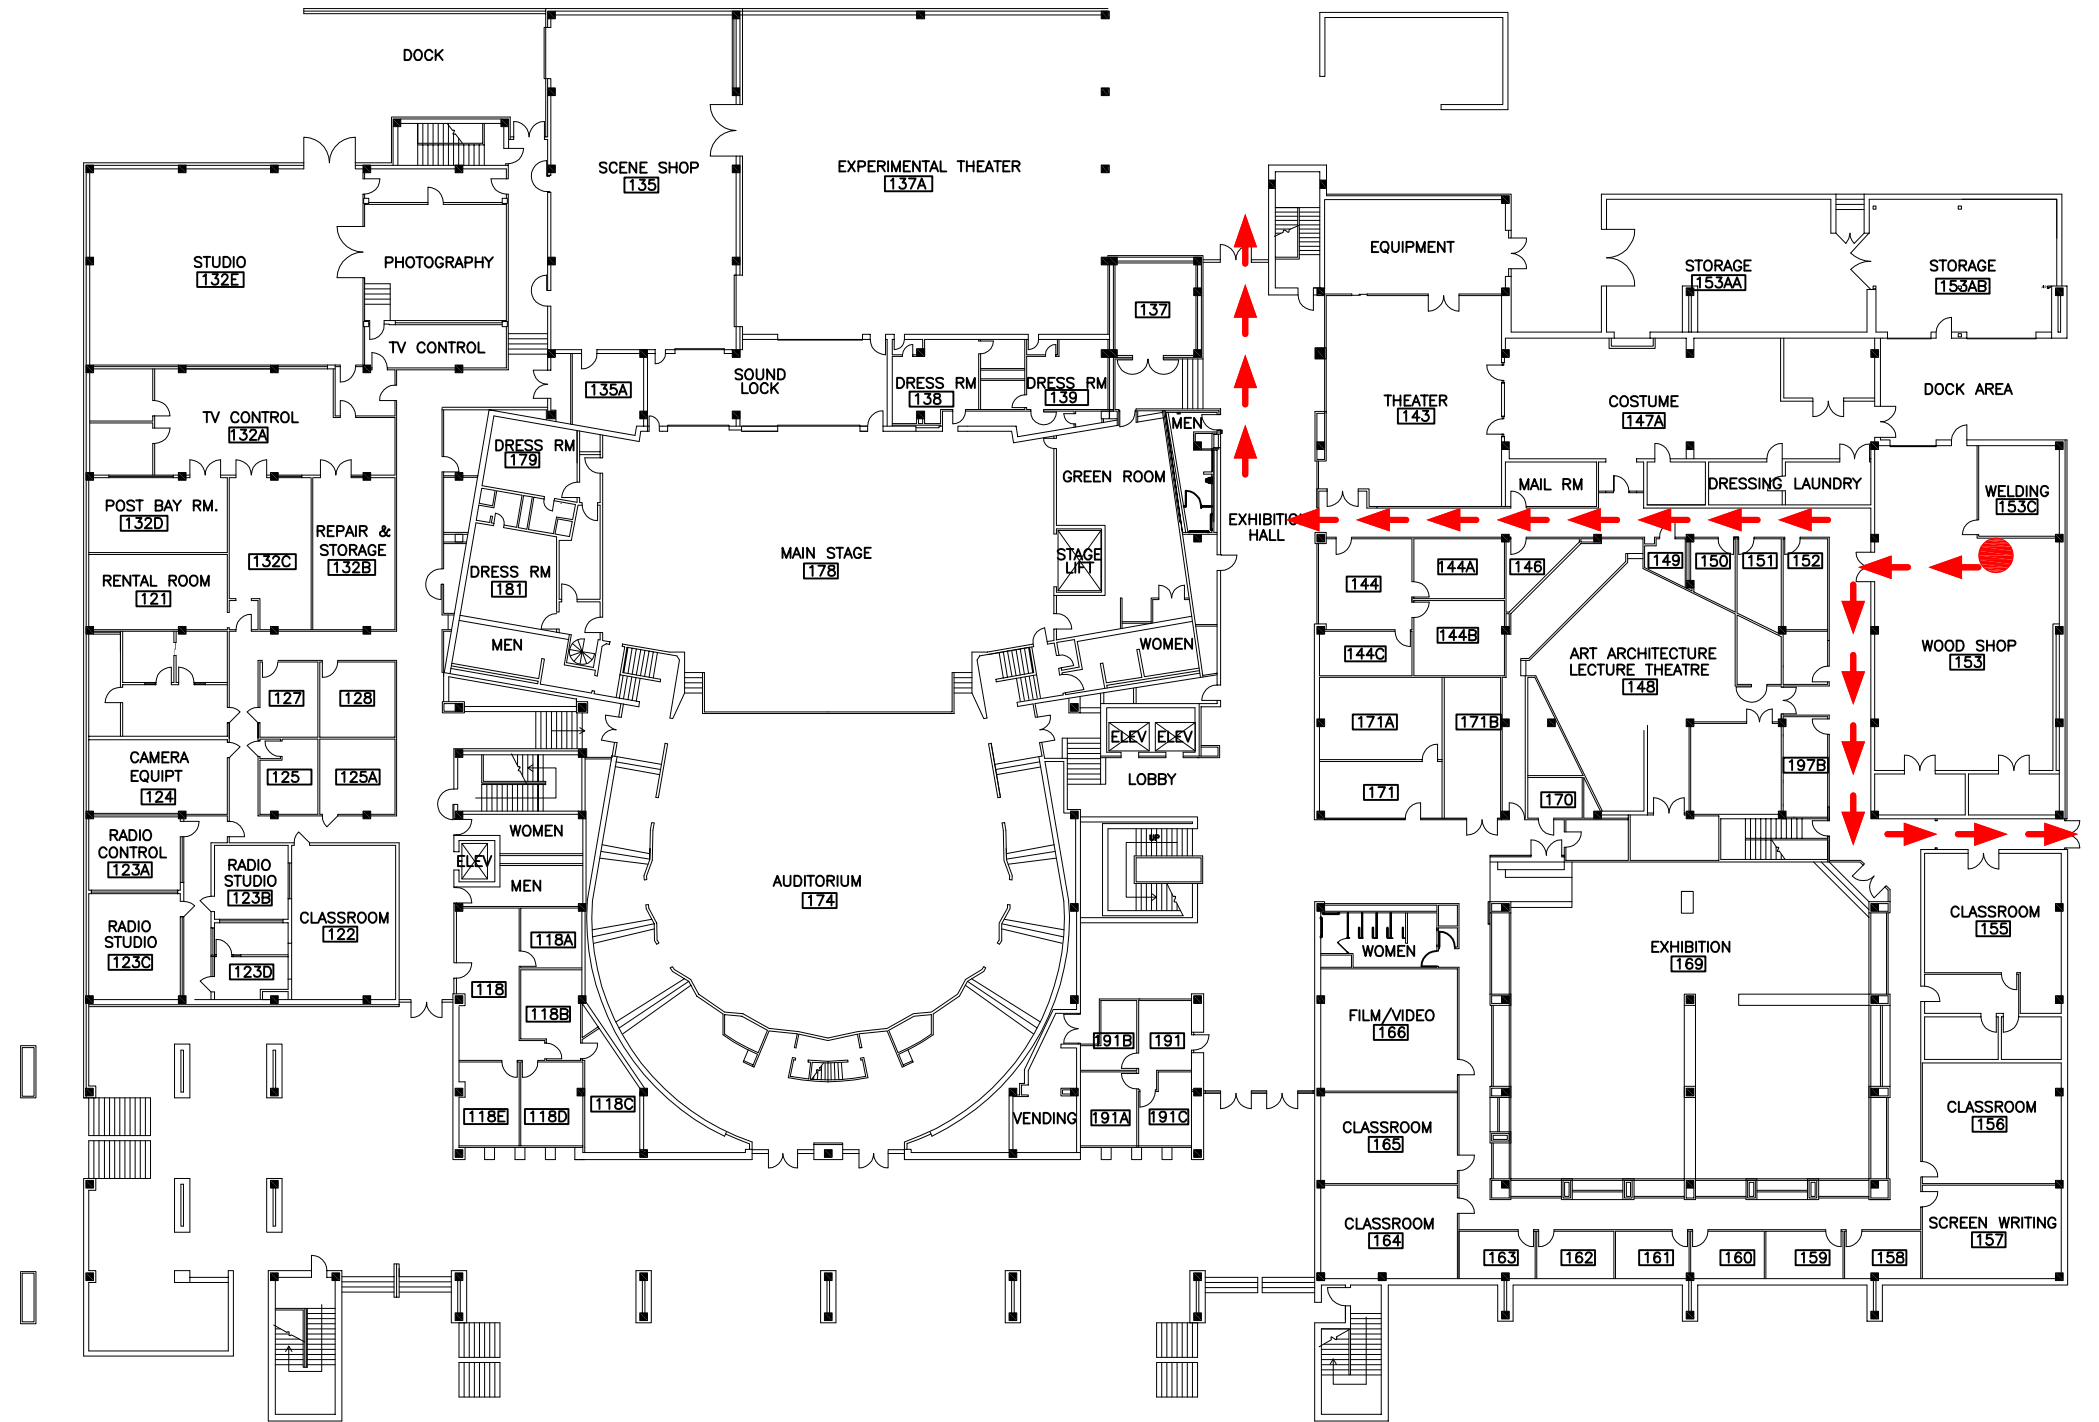 DOCK
SCENE SHOP
135
EXPERIMENTAL THEATER
137A
STUDIO
132E
PHOTOGRAPHY
TV CONTROL
EQUIPMENT
STORAGE
153AA
STORAGE
153AB
137
135A
SOUND
LOCK
DRESS RM
138
DRESS RM
139
THEATER
143
COSTUME
147A
DOCK AREA
TV CONTROL
132A
DRESS RM
179
MEN
GREEN ROOM
MAIL RM
DRESSING
LAUNDRY
WELDING
153C
POST BAY RM.
132D
132C
REPAIR &
STORAGE
132B
RENTAL ROOM
121
DRESS RM
181
MAIN STAGE
178
STAGE
LIFT
EXHIBITION
HALL
144
144A
146
149
150
151
152
144B
144C
MEN
WOMEN
ART ARCHITECTURE
LECTURE THEATRE
148
WOOD SHOP
153
127
128
171A
171B
ELEV
ELEV
LOBBY
CAMERA
EQUIPT
124
125
125A
171
170
197B
RADIO
CONTROL
123A
WOMEN
ELEV
MEN
UP
RADIO
STUDIO
123B
AUDITORIUM
174
RADIO
STUDIO
123C
CLASSROOM
122
123D
118A
118
118B
WOMEN
EXHIBITION
169
CLASSROOM
155
FILM/VIDEO
166
191B
191
118E
118D
118C
VENDING
191A
191C
CLASSROOM
165
CLASSROOM
156
CLASSROOM
164
SCREEN WRITING
157
163
162
161
160
159
158